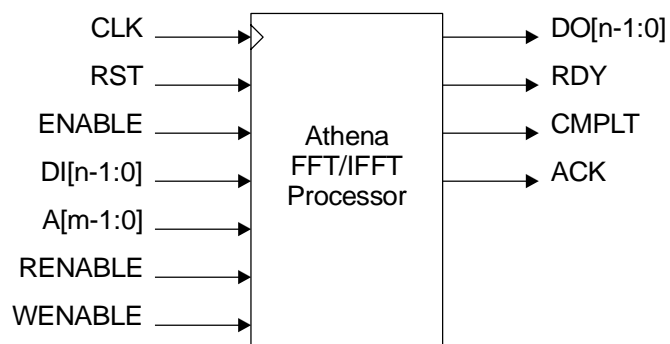 CLK
RST
ENABLE
DI[n-1:0]
A[m-1:0]
RENABLE
WENABLE
Athena
FFT/IFFT
Processor
DO[n-1:0]
RDY
CMPLT
ACK